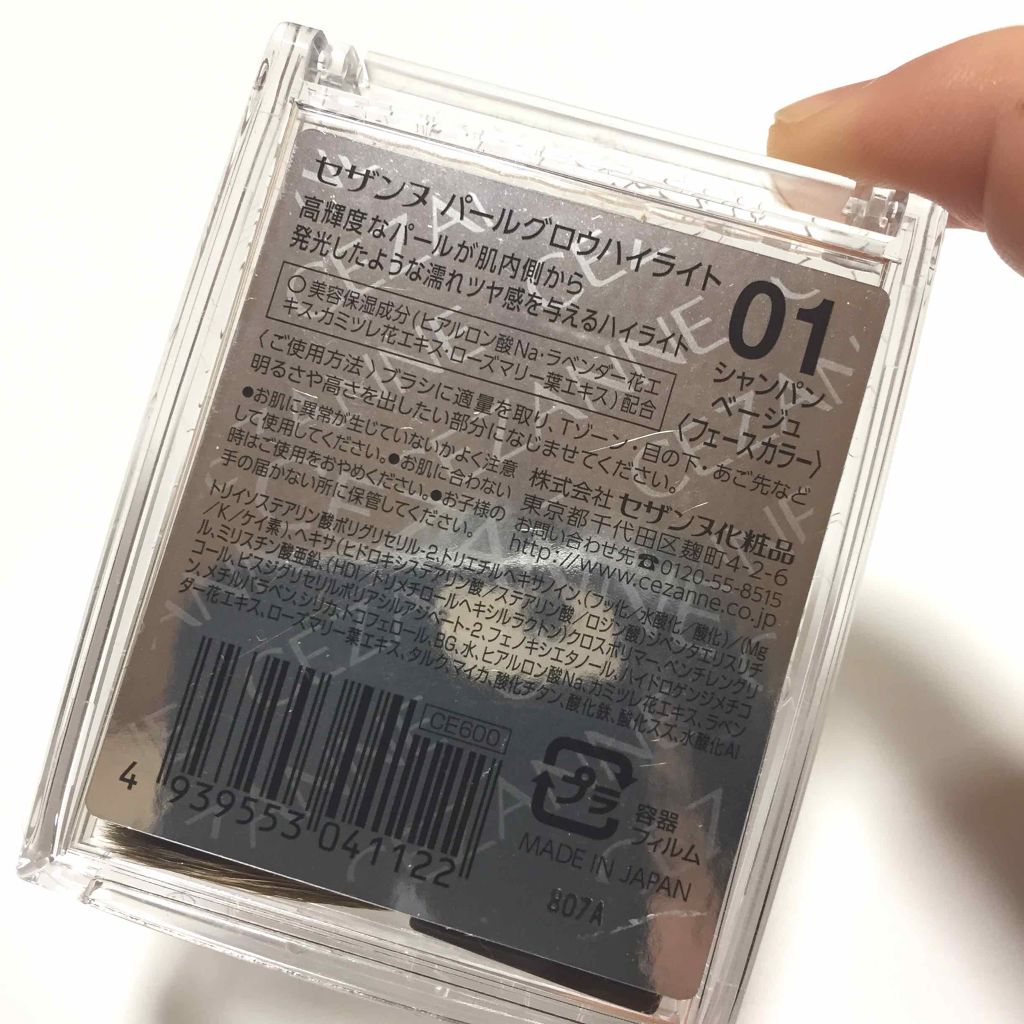 セザンヌ パールグロウハイライト
高輝度なパールが肌内側から
発光したような濡れツヤ感を与えるハイライト
○美容保湿成分(ヒアルロン酸Na・ラベンダー花エ
キス・カミツレ花エキス・ローズマリー葉エキス)配合
01
シャンパン
ベージュ
〈フェースカラー〉
〈ご使用方法〉ブラシに適量を取り、Tゾーン、目の下、あご先など
明るさや高さを出したい部分になじませてください。
●お肌に異常が生じていないかよく注意
して使用してください。●お肌に合わない
時はご使用をおやめください。●お子様の
手の届かない所に保管してください。
株式会社 セザンヌ化粧品
東京都千代田区麹町4-2-6
お問い合わせ先☎0120-55-8515
http://www.cezanne.co.jp
トリイソステアリン酸ポリグリセリル-2、トリエチルヘキサノイン、(フッ化/水酸化/酸化)/(Mg
/K/ケイ素)、ヘキサ(ヒドロキシステアリン酸/ステアリン酸/ロジン酸)ジペンタエリスリチ
ル、ミリスチン酸亜鉛、(HDI/トリメチロールヘキシルラクトン)クロスポリマー、ペンチレングリ
コール、ビスジグリセリルポリアシルアジペート-2、フェノキシエタノール、ハイドロゲンジメチコ
ン、メチルパラベン、シリカ、トコフェロール、BG、水、ヒアルロン酸Na、カミツレ花エキス、ラベン
ダー花エキス、ローズマリー葉エキス、タルク、マイカ、酸化チタン、酸化鉄、酸化スズ、水酸化Al
CE600
4 939553 041122
プラ
容器
フィルム
MADE IN JAPAN
807A